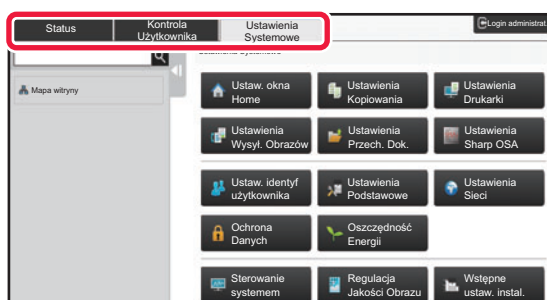 Status
Kontrola
Użytkownika
Ustawienia
Systemowe
Login administrat
Ustawienia Systemowe
Mapa witryny
Ustaw. okna
Home
Ustawienia
Kopiowania
Ustawienia
Drukarki
Ustawienia
Wysył. Obrazów
Ustawienia
Przech. Dok.
Ustawienia
Sharp OSA
Ustaw. identyf
użytkownika
Ustawienia
Podstawowe
Ustawienia
Sieci
Ochrona
Danych
Oszczędność
Energii
Sterowanie
systemem
Regulacja
Jakości Obrazu
Wstępne
ustaw. instal.